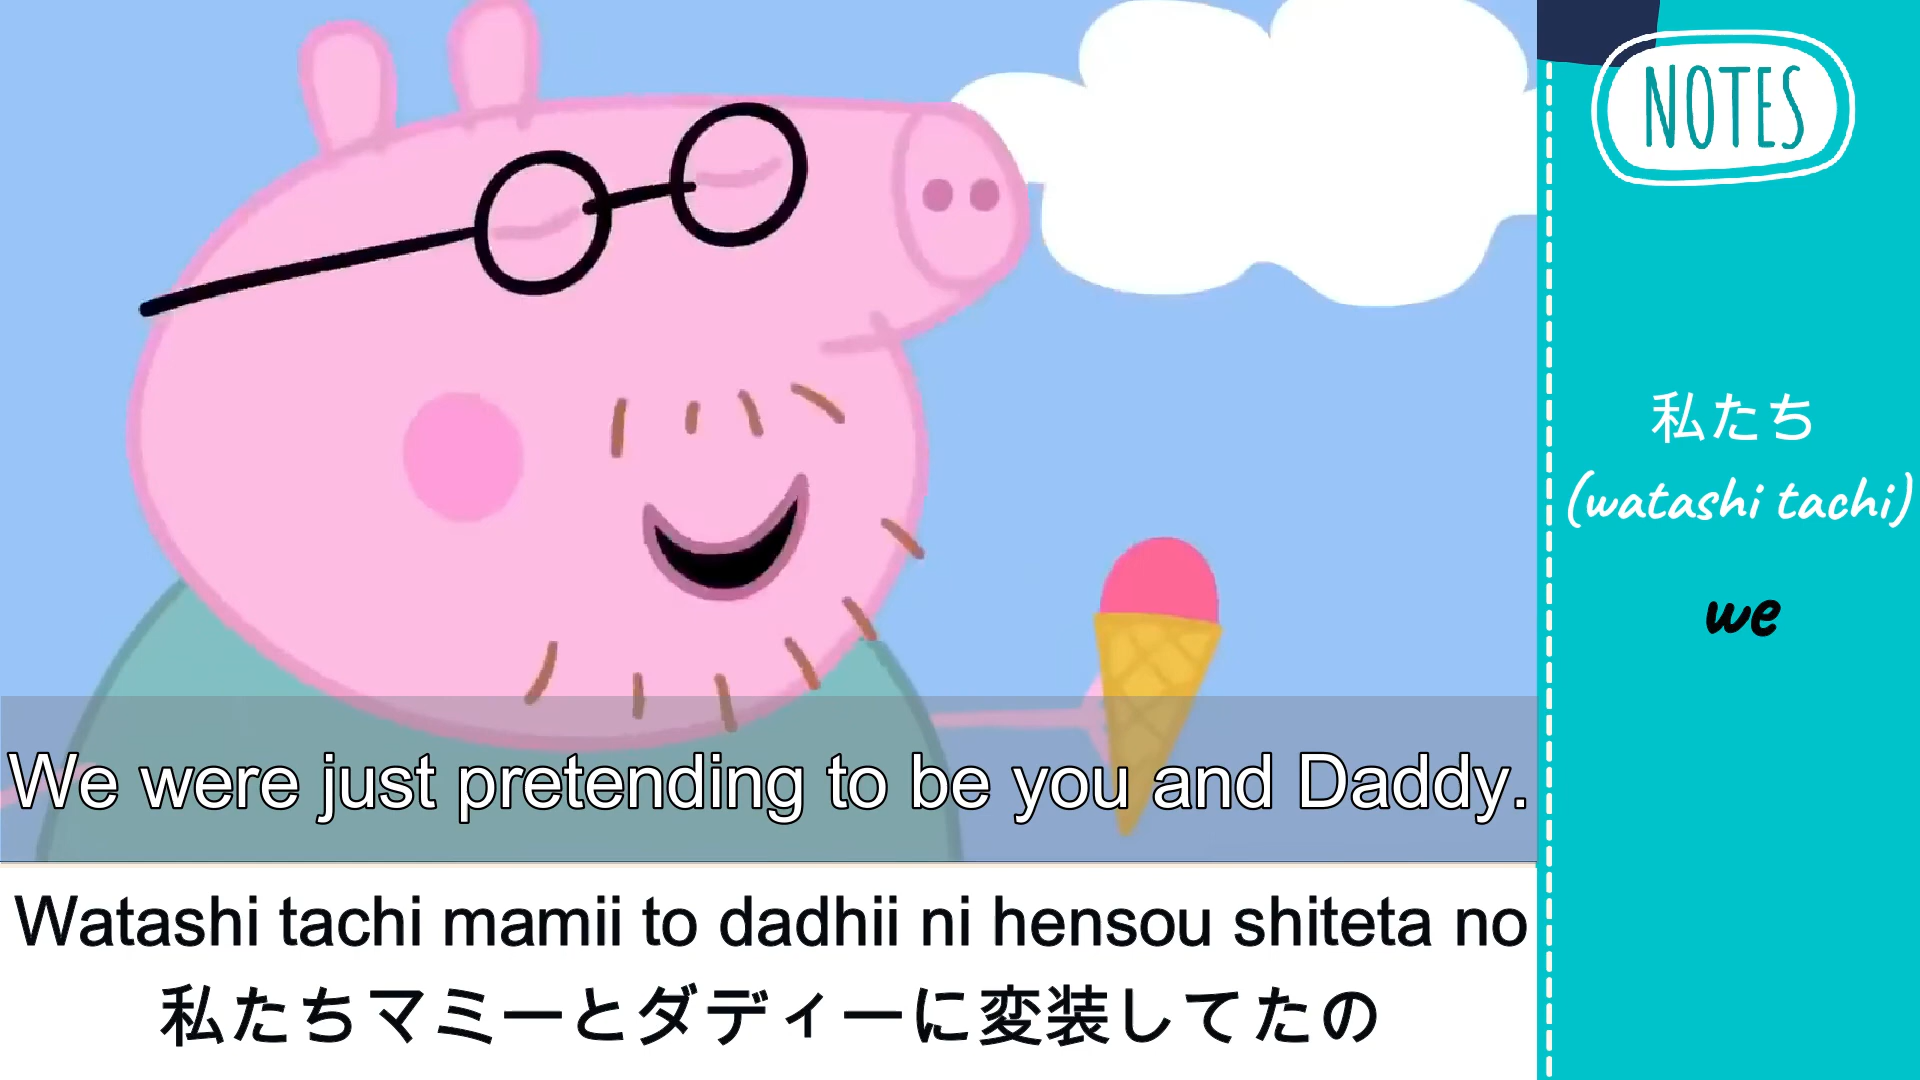 We were just pretending to be you and Daddy.
Watashi tachi mamii to dadhii ni hensou shiteta no
私たちマミーとダディーに変装してたの
NOTES
私たち
(watashi tachi)
we